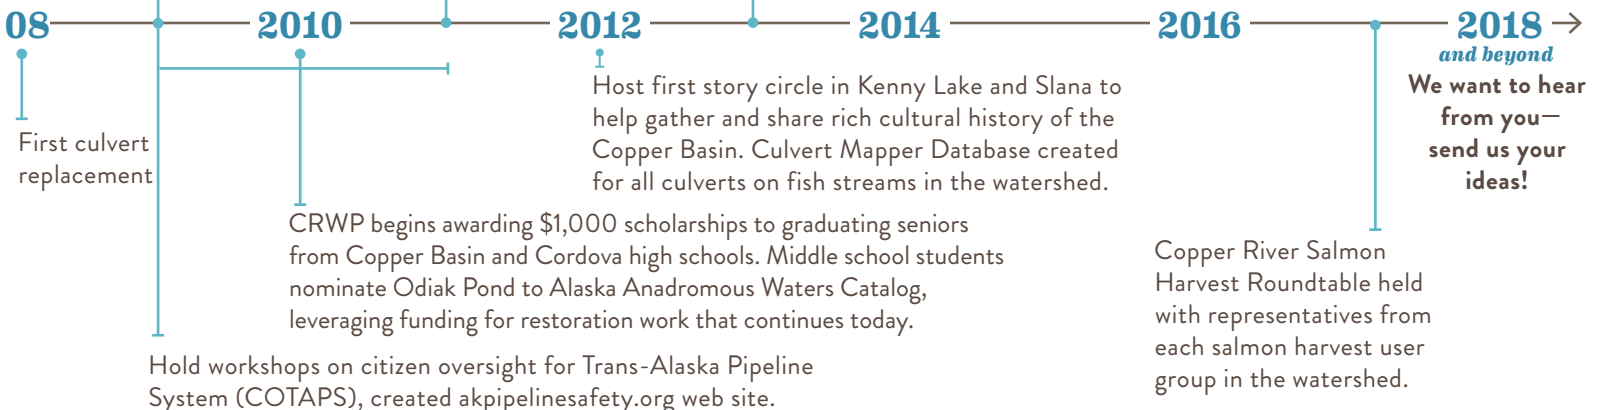 08 2010 2012 2014 2016 2018
and beyond
We want to hear
from you—
send us your
ideas!
First culvert
replacement
Host first story circle in Kenny Lake and Slana to
help gather and share rich cultural history of the
Copper Basin. Culvert Mapper Database created
for all culverts on fish streams in the watershed.
CRWP begins awarding $1,000 scholarships to graduating seniors
from Copper Basin and Cordova high schools. Middle school students
nominate Odiak Pond to Alaska Anadromous Waters Catalog,
leveraging funding for restoration work that continues today.
Copper River Salmon
Harvest Roundtable held
with representatives from
each salmon harvest user
group in the watershed.
Hold workshops on citizen oversight for Trans-Alaska Pipeline
System (COTAPS), created akpipelinesafety.org web site.